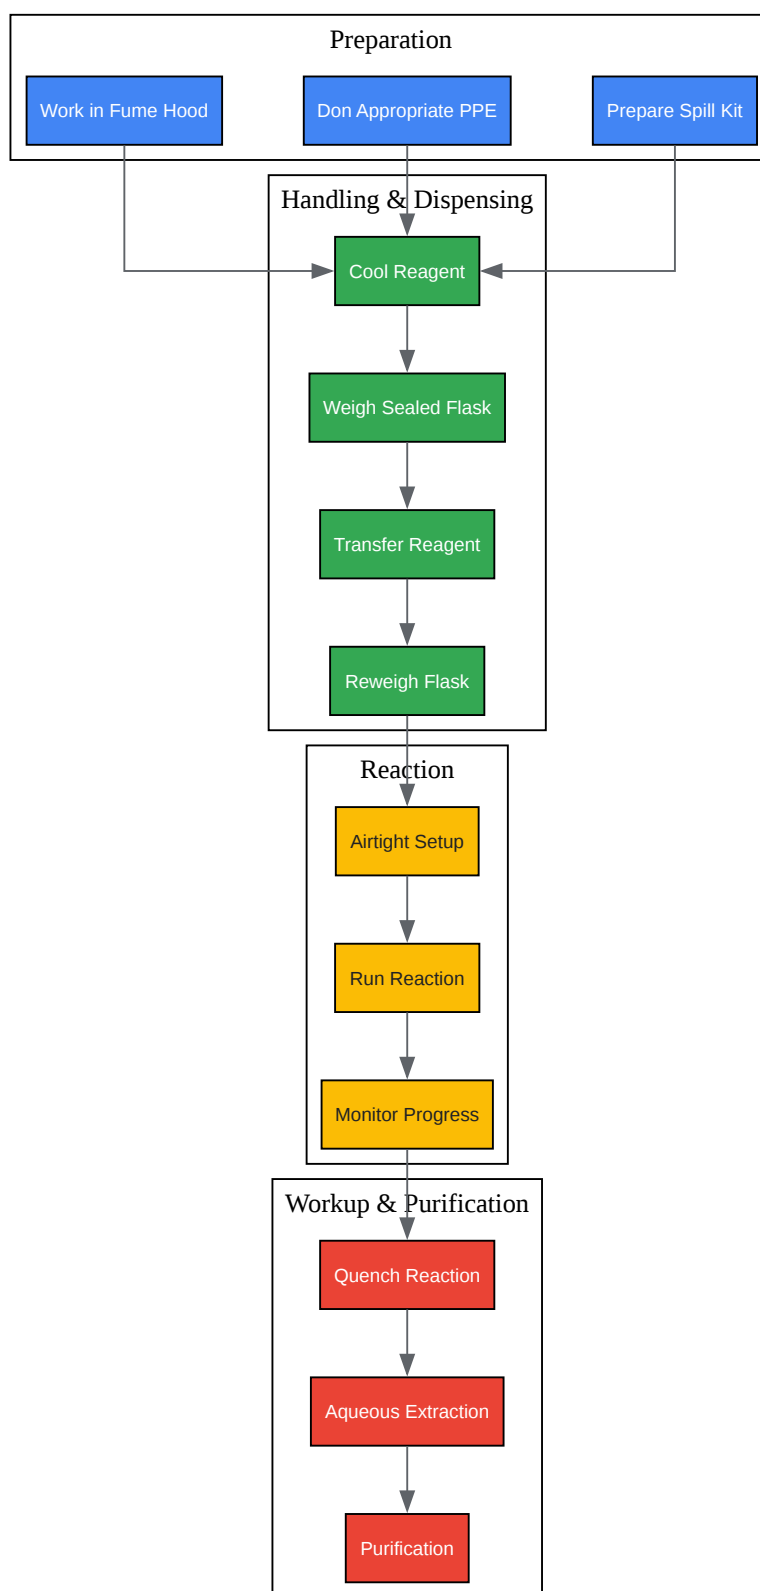 Preparation
Work in Fume Hood
Don Appropriate PPE
Prepare Spill Kit
Handling & Dispensing
Cool Reagent
Weigh Sealed Flask
Transfer Reagent
Reweigh Flask
Reaction
Airtight Setup
Run Reaction
Monitor Progress
Workup & Purification
Quench Reaction
Aqueous Extraction
Purification